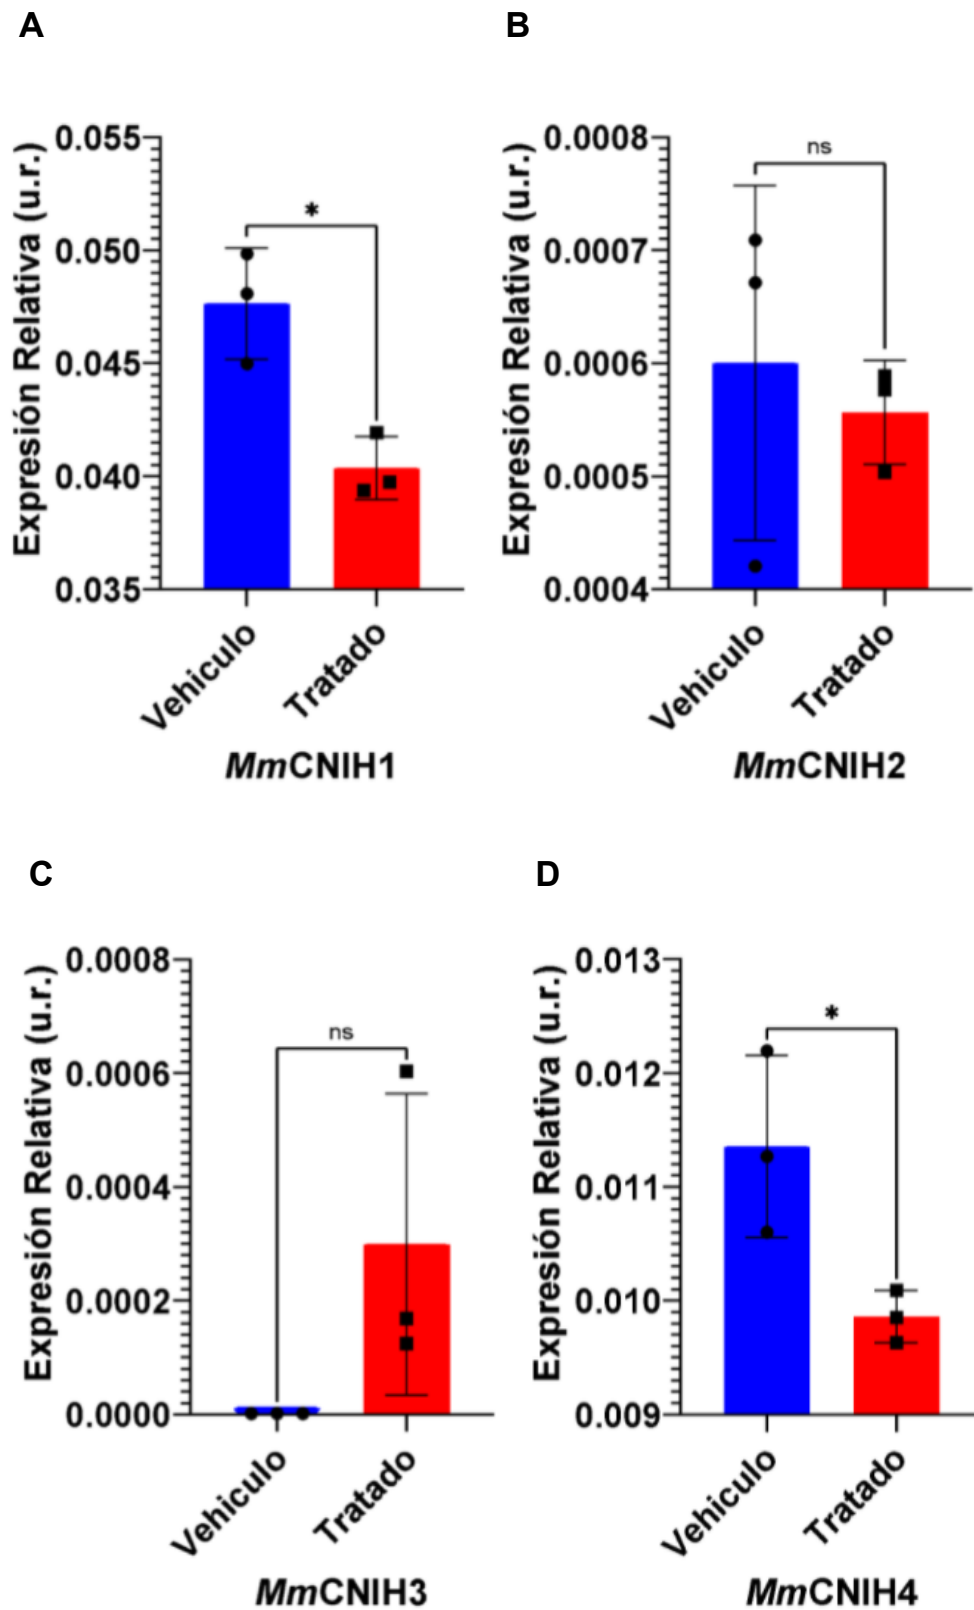 A
Expresión Relativa (u.r.)
0.055
0.050
0.045
0.040
0.035
*
Vehiculo
Tratado
MmCNIH1
B
Expresión Relativa (u.r.)
0.0008
0.0007
0.0006
0.0005
0.0004
ns
Vehiculo
Tratado
MmCNIH2
C
Expresión Relativa (u.r.)
0.0008
0.0006
0.0004
0.0002
0.0000
ns
Vehiculo
Tratado
MmCNIH3
D
Expresión Relativa (u.r.)
0.013
0.012
0.011
0.010
0.009
*
Vehiculo
Tratado
MmCNIH4